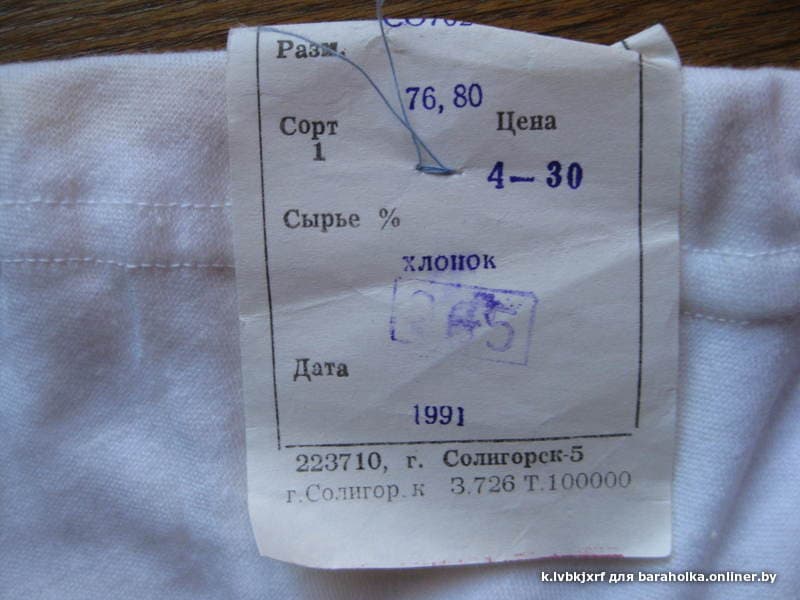 Разм.
76, 80
Сорт Цена
1
4— 30
Сырье %
хлопок
Дата
1991
223710, г. Солигорск-5
г.Солигор.к З.726 Т.100000
k.lvbkjxrf для baraholka.onliner.by